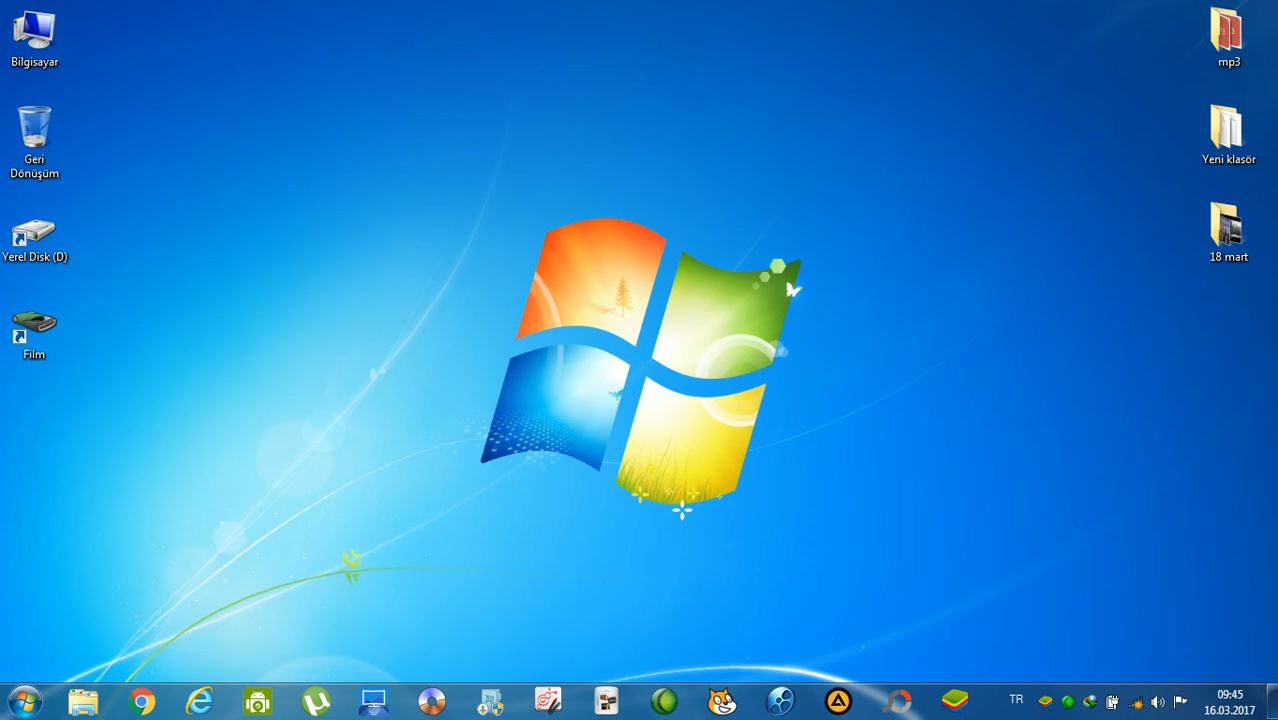 Bilgisayar
Geri
Dönüşüm
Yerel Disk (D)
Film
mp3
Yeni klasör
18 mart
TR
09:45
16.03.2017